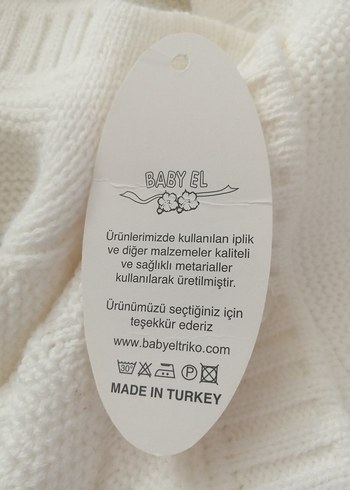 BABY EL
Ürünlerimizde kullanılan iplik
ve diğer malzemeler kaliteli
ve sağlıklı metarialler
kullanılarak üretilmiştir.
Ürünümüzü seçtiğiniz için
teşekkür ederiz
www.babyeltriko.com
30° P
MADE IN TURKEY